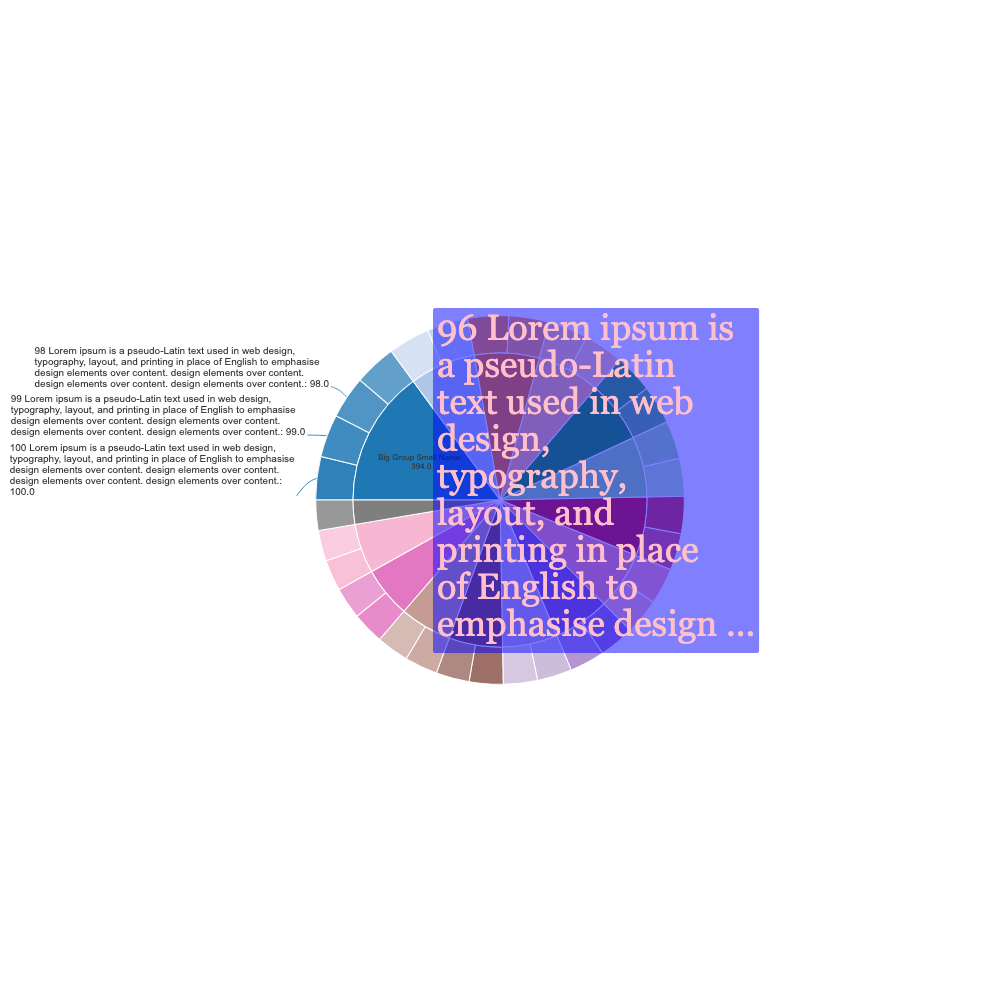 98 Lorem ipsum is a pseudo-Latin text used in web design,
typography, layout, and printing in place of English to emphasise
design elements over content. design elements over content.
design elements over content. design elements over content.: 98.0
99 Lorem ipsum is a pseudo-Latin text used in web design,
typography, layout, and printing in place of English to emphasise
design elements over content. design elements over content.
design elements over content. design elements over content.: 99.0
100 Lorem ipsum is a pseudo-Latin text used in web design,
typography, layout, and printing in place of English to emphasise
design elements over content. design elements over content.
design elements over content. design elements over content.:
100.0
Big Group Small Name:
394.0
96 Lorem ipsum is
a pseudo-Latin
text used in web
design,
typography,
layout, and
printing in place
of English to
emphasise design ...